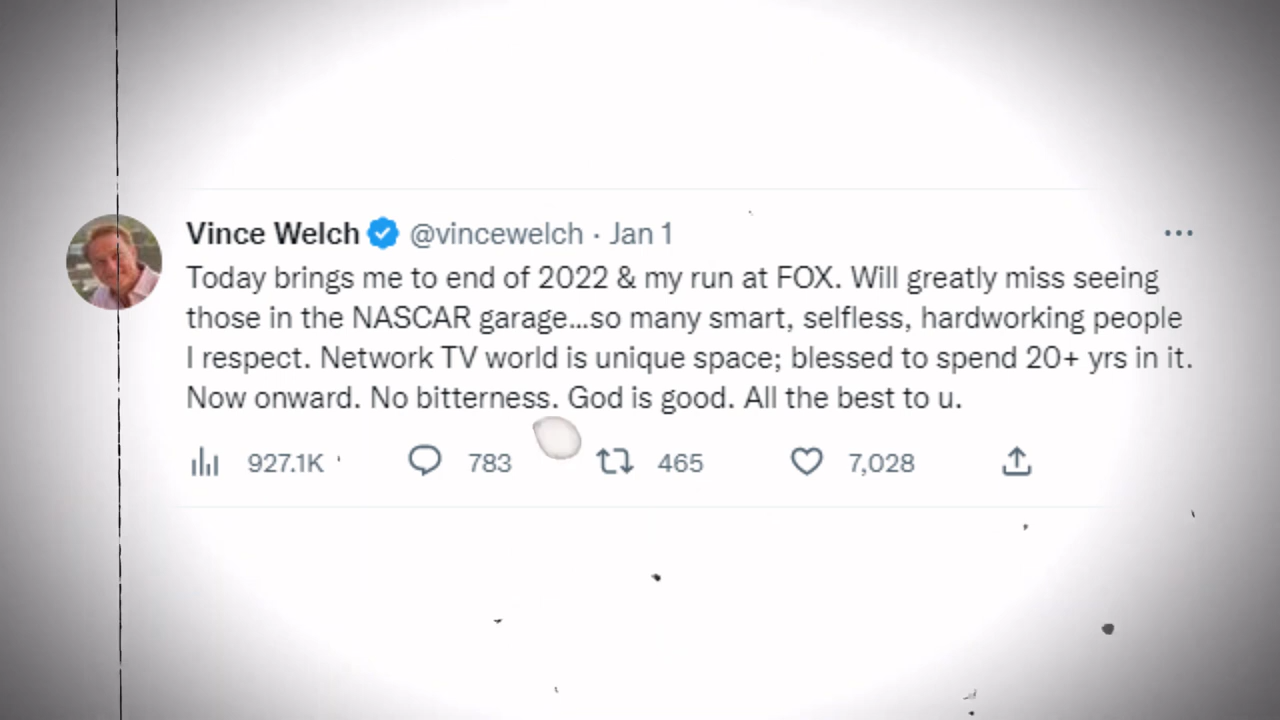 Vince Welch @vincewelch · Jan 1
Today brings me to end of 2022 & my run at FOX. Will greatly miss seeing
those in the NASCAR garage...so many smart, selfless, hardworking people
I respect. Network TV world is unique space; blessed to spend 20+ yrs in it.
Now onward. No bitterness. God is good. All the best to u.
927.1K 783 465 7,028